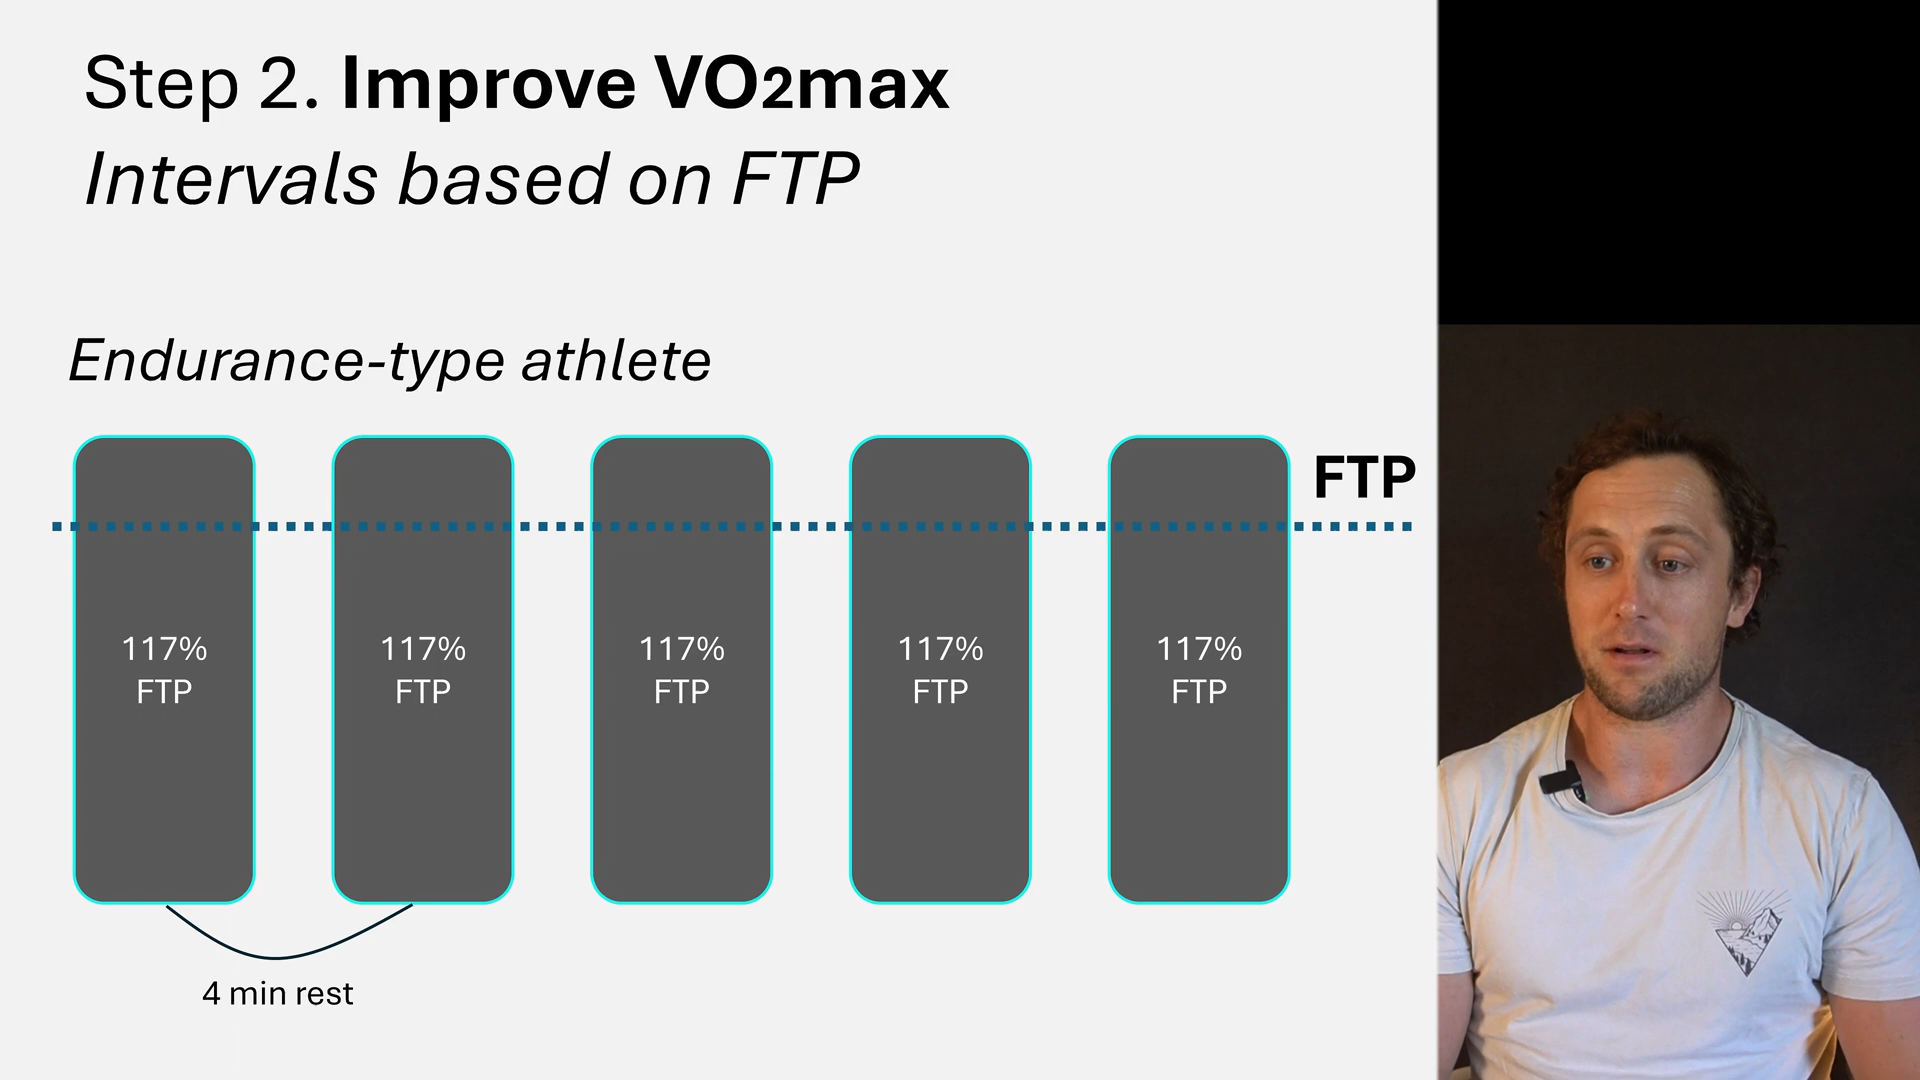 Step 2. Improve VO2max
Intervals based on FTP
Endurance-type athlete
FTP
117%
FTP
117%
FTP
117%
FTP
117%
FTP
117%
FTP
4 min rest